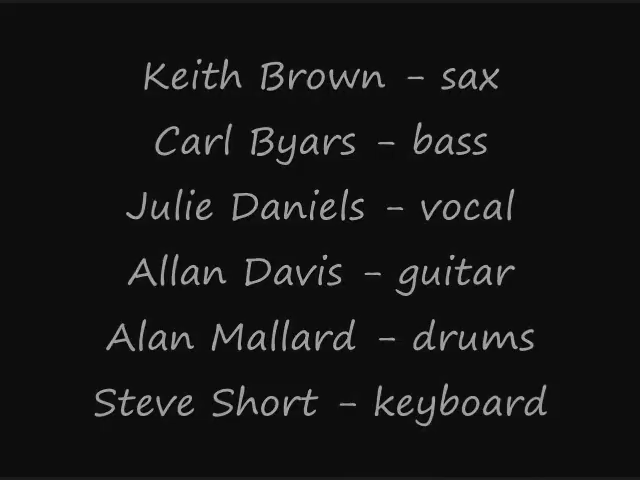 Keith Brown - sax
Carl Byars - bass
Julie Daniels - vocal
Allan Davis - guitar
Alan Mallard - drums
Steve Short - keyboard